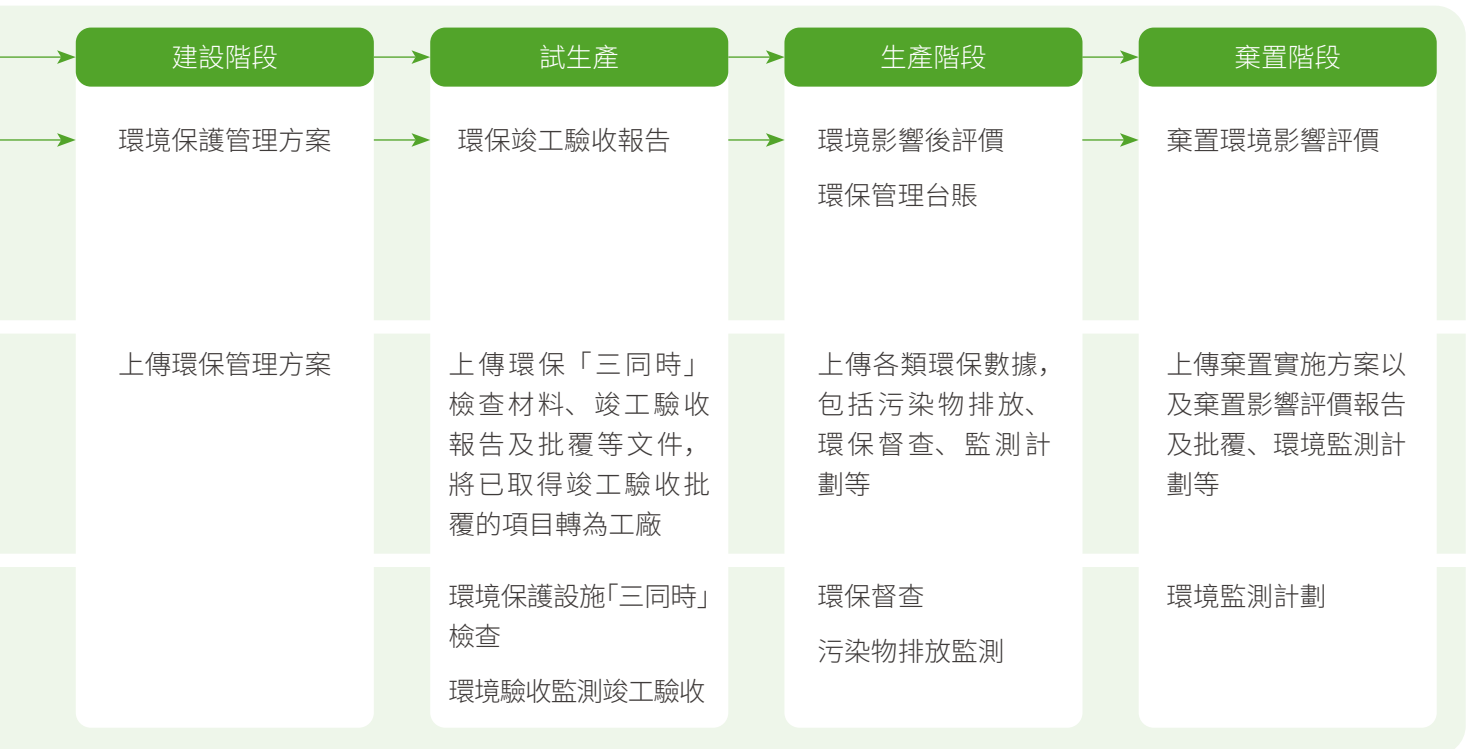 建設階段
試生產
生產階段
棄置階段
環境保護管理方案
環保竣工驗收報告
環境影響後評價
環保管理台賬
棄置環境影響評價
上傳環保管理方案
上傳環保「三同時」
檢查材料、竣工驗收
報告及批覆等文件，
將已取得竣工驗收批
覆的項目轉為工廠
上傳各類環保數據，
包括污染物排放、
環保督查、監測計
劃等
上傳棄置實施方案以
及棄置影響評價報告
及批覆、環境監測計
劃等
環境保護設施「三同時」
檢查
環境驗收監測竣工驗收
環保督查
污染物排放監測
環境監測計劃